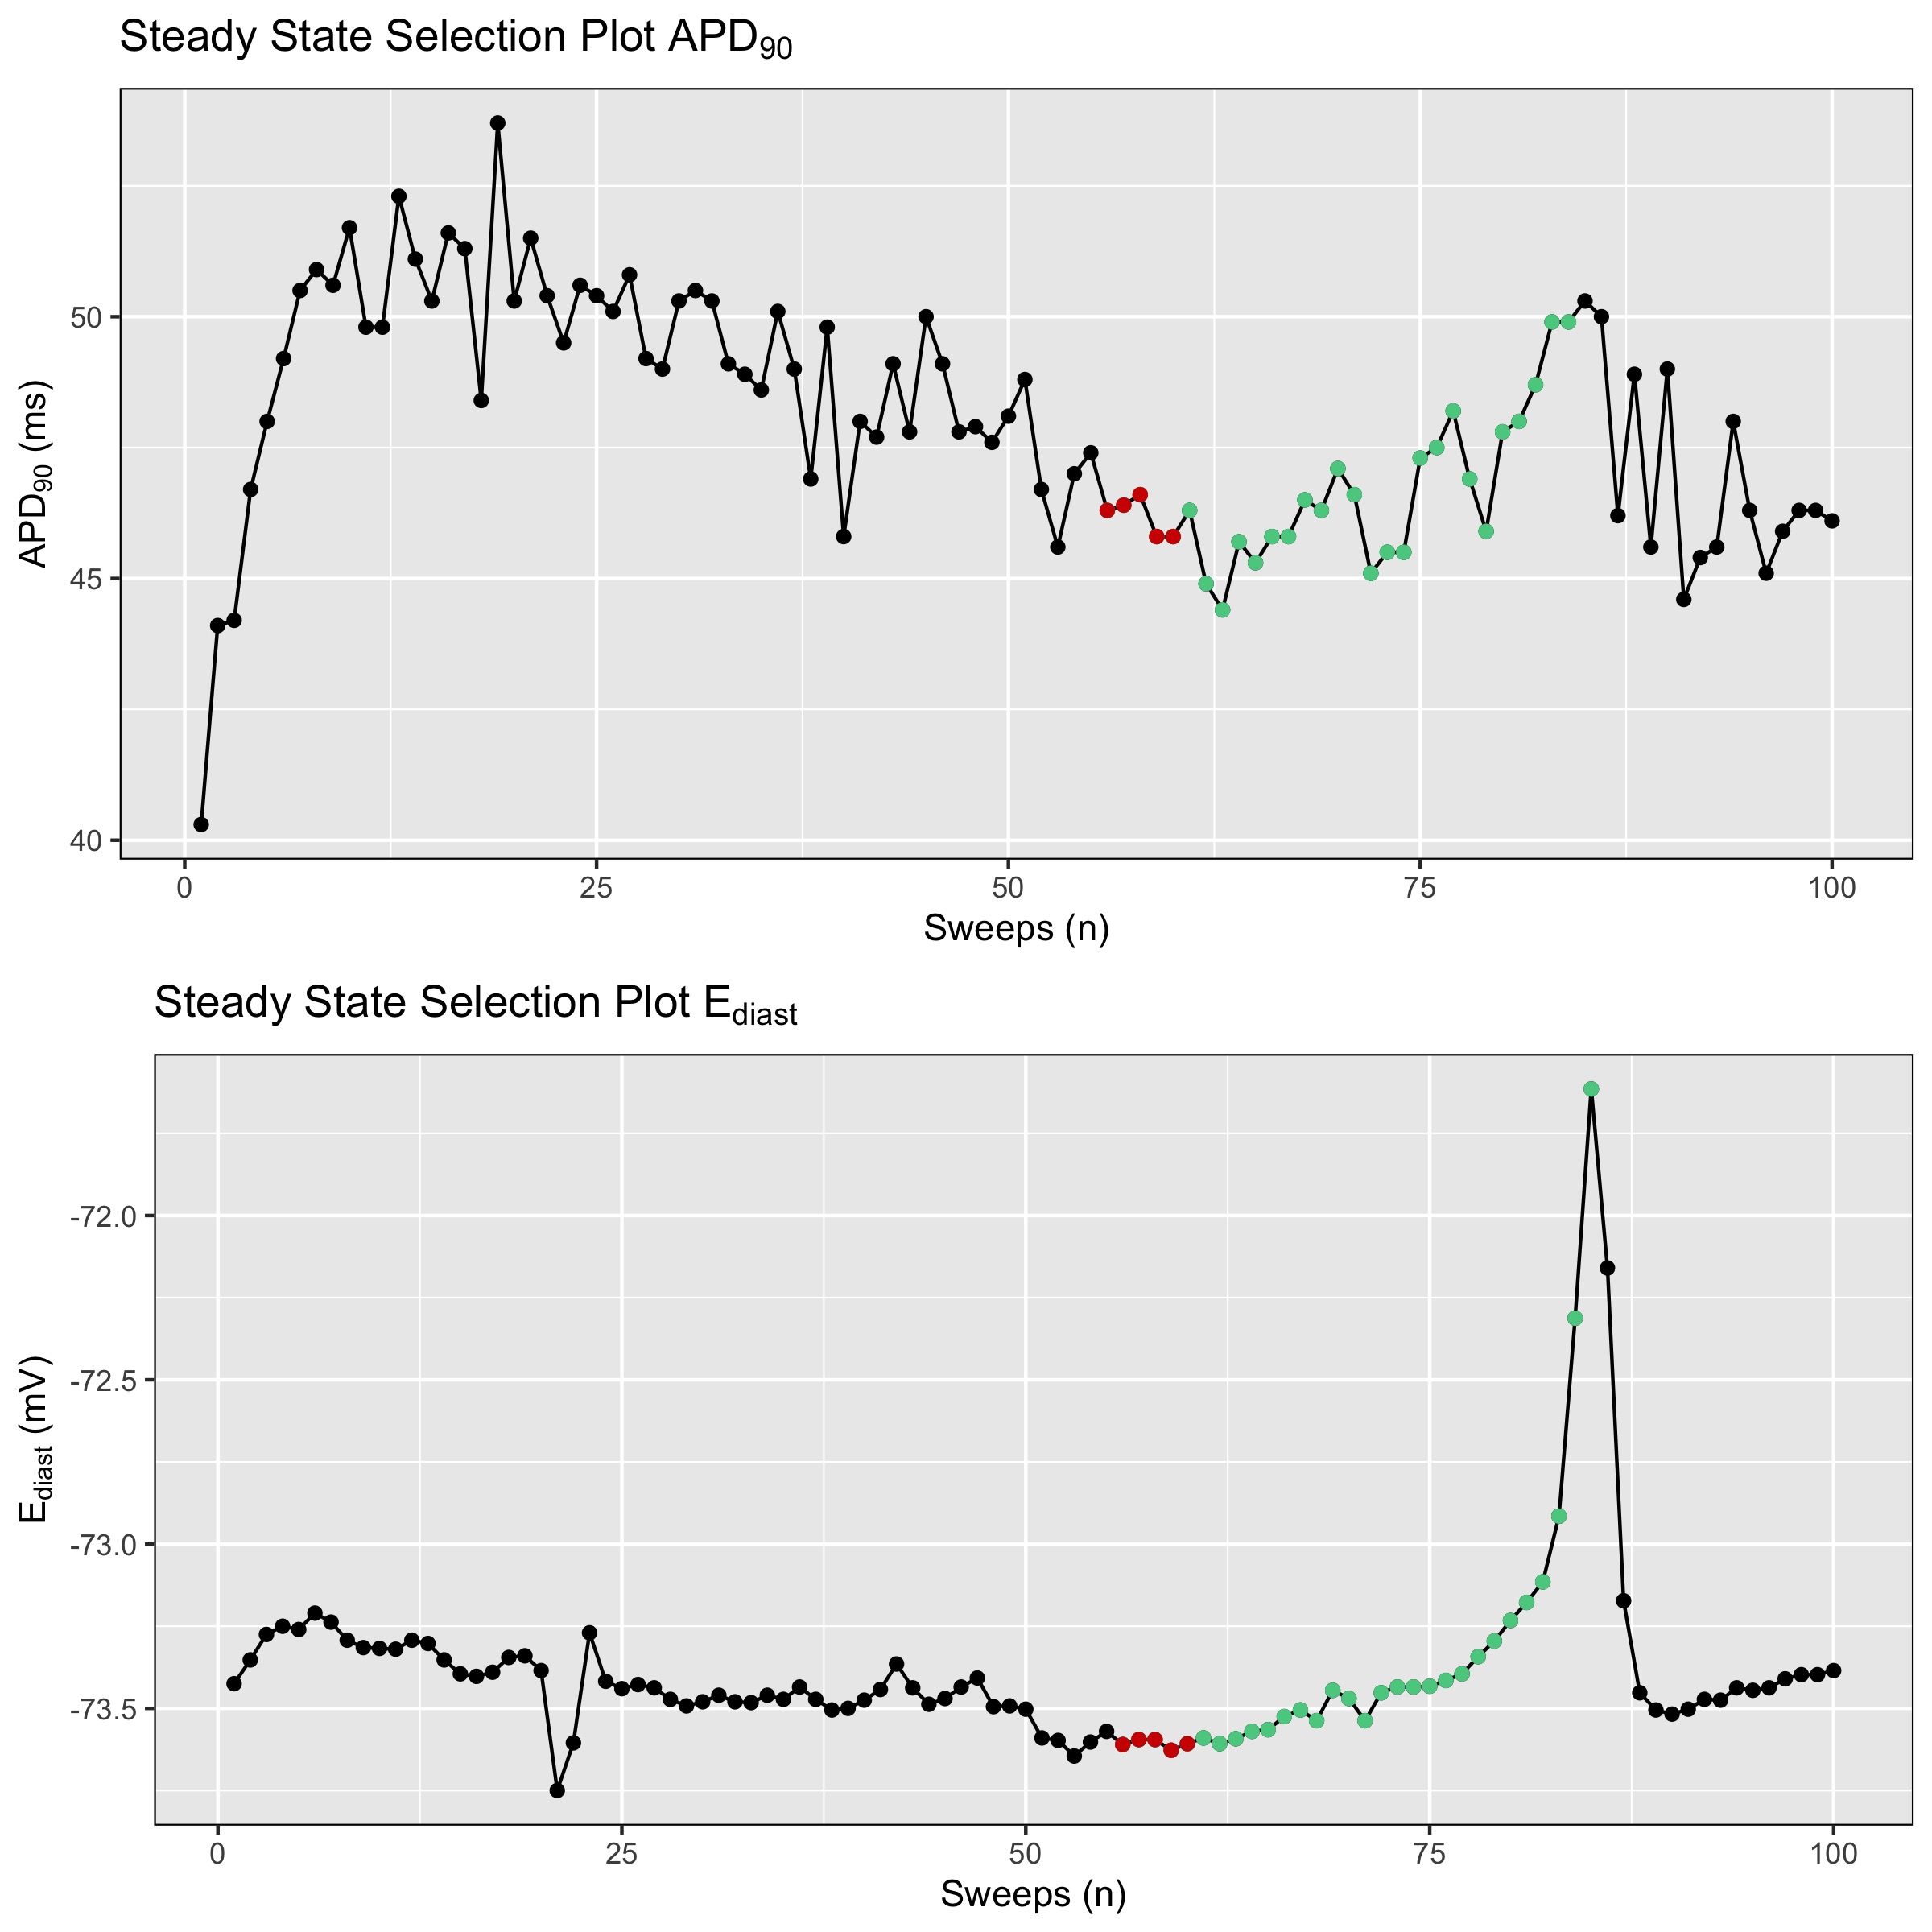 Steady State Selection Plot APD90
APD90 (ms)
50
45
40
0 25 50 75 100
Sweeps (n)
Steady State Selection Plot Ediast
Ediast (mV)
-72.0
-72.5
-73.0
-73.5
0 25 50 75 100
Sweeps (n)